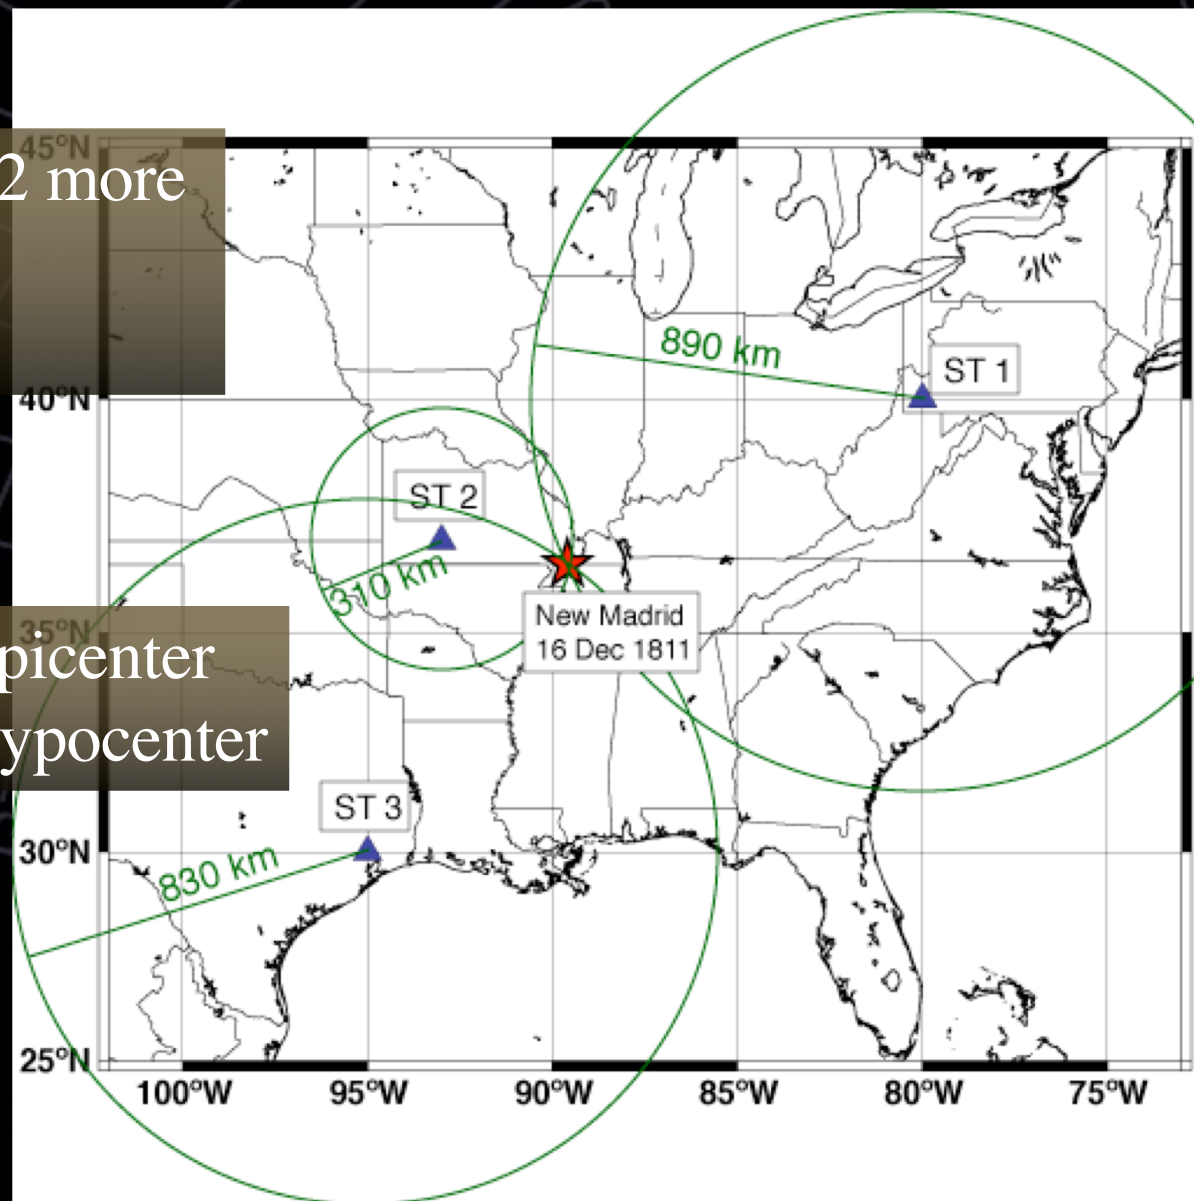 2 more
45°N
890 km
ST 1
40°N
ST 2
310 km
New Madrid
16 Dec 1811
35°N
picenter
ypocenter
ST 3
830 km
30°N
25°N
100°W 95°W 90°W 85°W 80°W 75°W